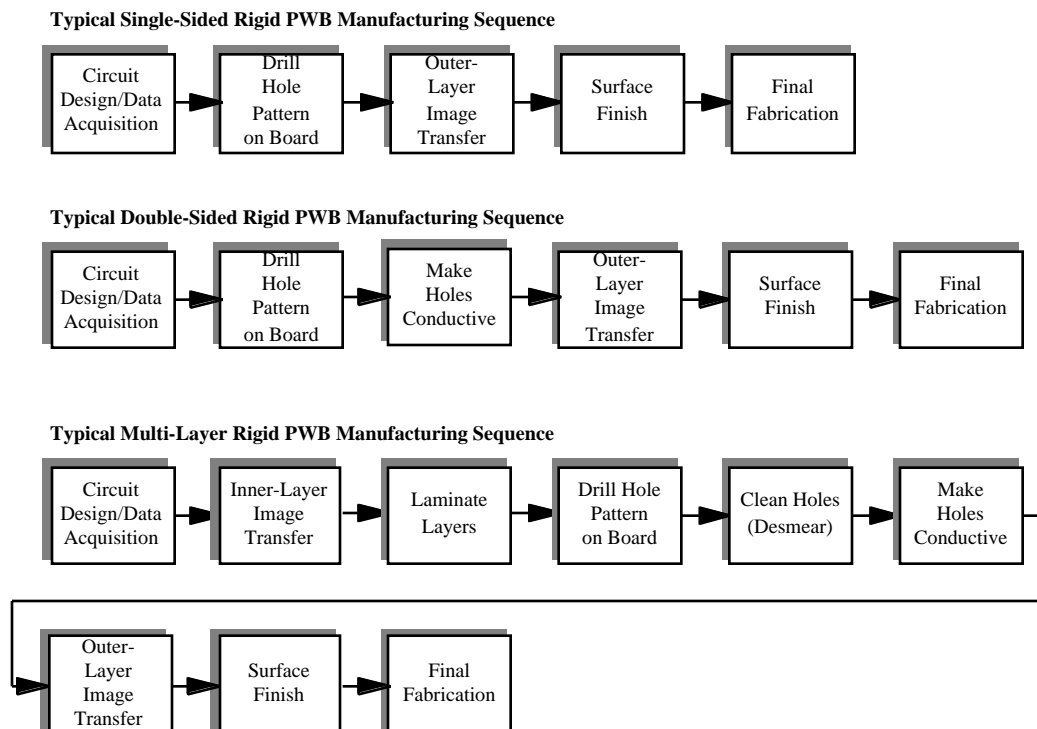 Typical Single-Sided Rigid PWB Manufacturing Sequence
Circuit
Design/Data
Acquisition
Drill
Hole
Pattern
on Board
Outer-
Layer
Image
Transfer
Surface
Finish
Final
Fabrication
Typical Double-Sided Rigid PWB Manufacturing Sequence
Circuit
Design/Data
Acquisition
Drill
Hole
Pattern
on Board
Make
Holes
Conductive
Outer-
Layer
Image
Transfer
Surface
Finish
Final
Fabrication
Typical Multi-Layer Rigid PWB Manufacturing Sequence
Circuit
Design/Data
Acquisition
Inner-Layer
Image
Transfer
Laminate
Layers
Drill Hole
Pattern
on Board
Clean Holes
(Desmear)
Make
Holes
Conductive
Outer-
Layer
Image
Transfer
Surface
Finish
Final
Fabrication